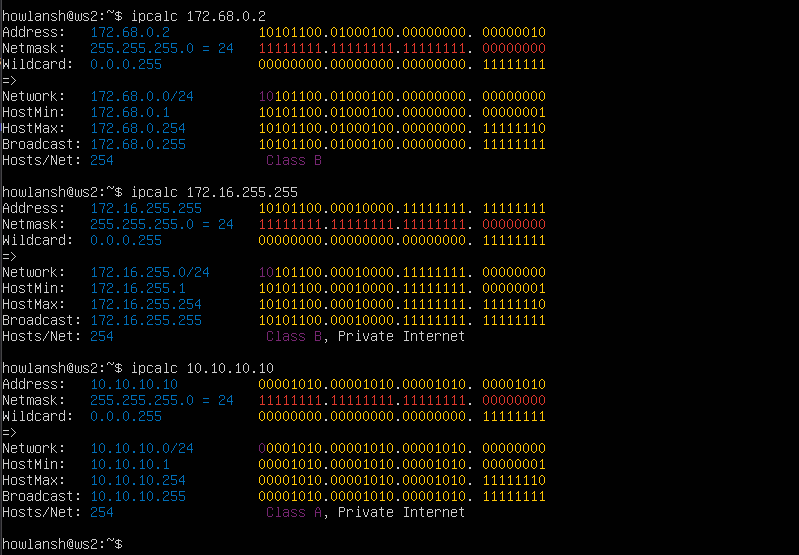 howlansh@ws2:~$ ipcalc 172.68.0.2
Address:   172.68.0.2           10101100.01000100.00000000. 00000010
Netmask:   255.255.255.0 = 24   11111111.11111111.11111111. 00000000
Wildcard:  0.0.0.255            00000000.00000000.00000000. 11111111
=>
Network:   172.68.0.0/24        10101100.01000100.00000000. 00000000
HostMin:   172.68.0.1           10101100.01000100.00000000. 00000001
HostMax:   172.68.0.254         10101100.01000100.00000000. 11111110
Broadcast: 172.68.0.255         10101100.01000100.00000000. 11111111
Hosts/Net: 254                   Class B
howlansh@ws2:~$ ipcalc 172.16.255.255
Address:   172.16.255.255       10101100.00010000.11111111. 11111111
Netmask:   255.255.255.0 = 24   11111111.11111111.11111111. 00000000
Wildcard:  0.0.0.255            00000000.00000000.00000000. 11111111
=>
Network:   172.16.255.0/24      10101100.00010000.11111111. 00000000
HostMin:   172.16.255.1         10101100.00010000.11111111. 00000001
HostMax:   172.16.255.254       10101100.00010000.11111111. 11111110
Broadcast: 172.16.255.255       10101100.00010000.11111111. 11111111
Hosts/Net: 254                   Class B, Private Internet
howlansh@ws2:~$ ipcalc 10.10.10.10
Address:   10.10.10.10          00001010.00001010.00001010. 00001010
Netmask:   255.255.255.0 = 24   11111111.11111111.11111111. 00000000
Wildcard:  0.0.0.255            00000000.00000000.00000000. 11111111
=>
Network:   10.10.10.0/24        00001010.00001010.00001010. 00000000
HostMin:   10.10.10.1           00001010.00001010.00001010. 00000001
HostMax:   10.10.10.254         00001010.00001010.00001010. 11111110
Broadcast: 10.10.10.255         00001010.00001010.00001010. 11111111
Hosts/Net: 254                   Class A, Private Internet
howlansh@ws2:~$